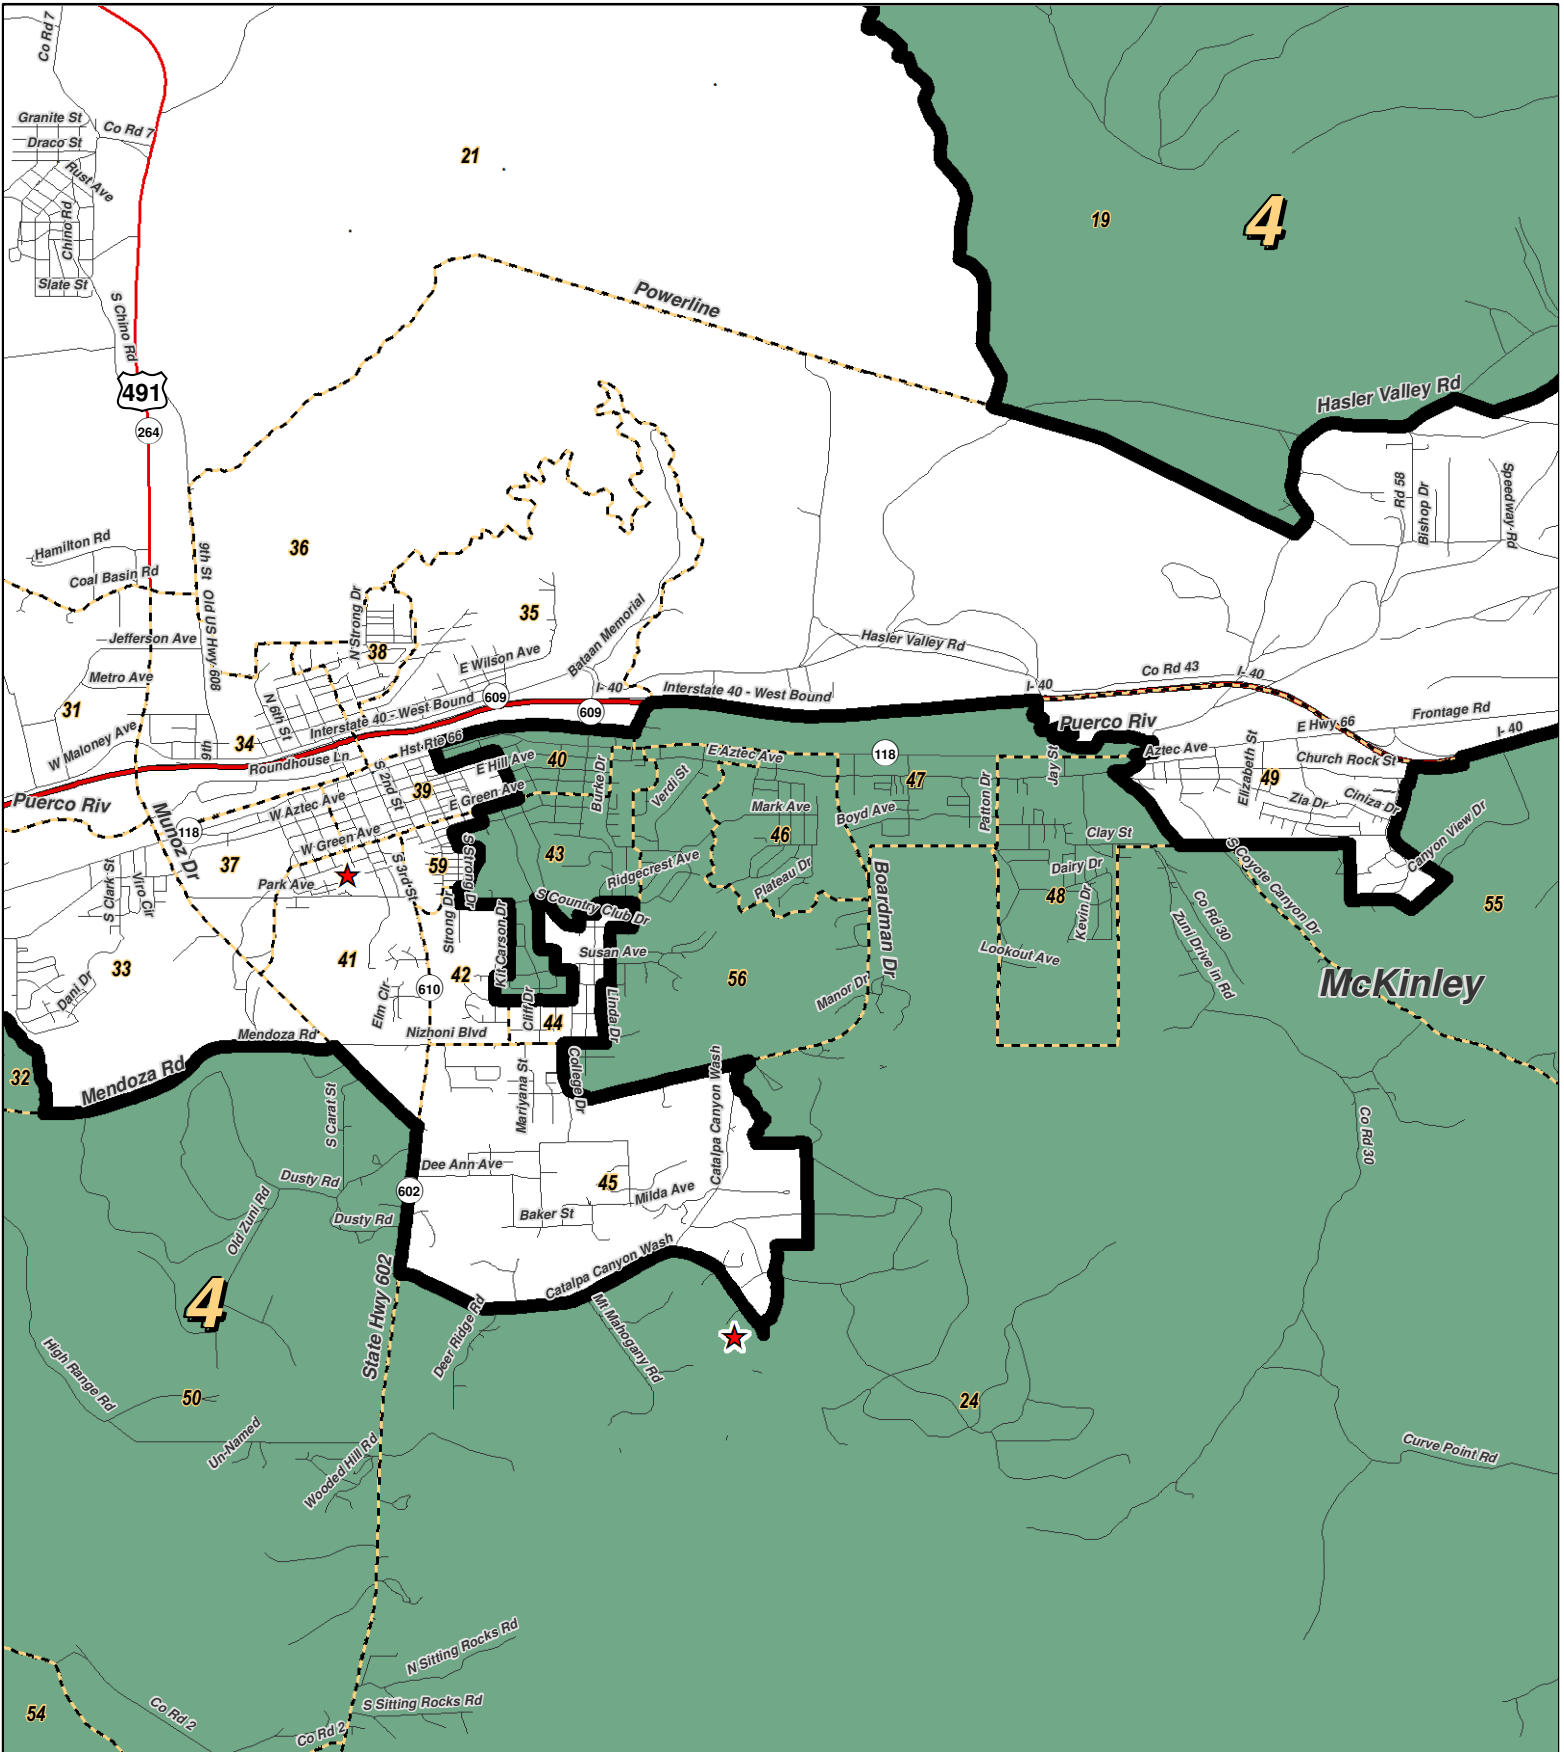 Co Rd 7
Granite St
Co Rd 7
Draco St
Rust Ave
Chino Rd
Slate St
S Chino Rd
21
19
4
Powerline
491
264
Hasler Valley Rd
Rd 58
Bishop Dr
Speedway Rd
Hamilton Rd
Coal Basin Rd
36
9th St
Old US Hwy 608
N Strong Dr
35
Jefferson Ave
38
E Wilson Ave
Bataan Memorial
Hasler Valley Rd
Metro Ave
Co Rd 43
I- 40
I- 40
I- 40
Interstate 40 - West Bound
609
609
31
N 6th St
Interstate 40 - West Bound
Puerco Riv
E Hwy 66
Frontage Rd
I- 40
W Maloney Ave
9th
34
Hst Rte 66
Roundhouse Ln
E Aztec Ave
118
Aztec Ave
Elizabeth St
Church Rock St
49
E Hill Ave
40
Burke Dr
Verdi St
47
Jay St
Patton Dr
S 2nd St
39
E Green Ave
Zia Dr
Ciniza Dr
Puerco Riv
W Aztec Ave
Mark Ave
Boyd Ave
Munoz Dr
118
W Green Ave
46
Clay St
37
S 3rd St
59
S Strong Dr
43
Ridgecrest Ave
Plateau Dr
Boardman Dr
Dairy Dr
S Coyote Canyon Dr
Canyon View Dr
S Clark St
Viro Cir
Park Ave
48
Kevin Dr
Co Rd 30
Zuni Drive In Rd
55
Strong Dr
Kit Carson Dr
S Country Club Dr
Susan Ave
Lookout Ave
33
Dani Dr
41
42
56
Manor Dr
McKinley
610
Elm Cir
Cliff Dr
44
Linda Dr
Mendoza Rd
Nizhoni Blvd
32
Mendoza Rd
S Carat St
Mariyana St
College Dr
Catalpa Canyon Wash
Co Rd 30
Dee Ann Ave
Dusty Rd
602
45
Milda Ave
Old Zuni Rd
Dusty Rd
Baker St
4
State Hwy 602
Catalpa Canyon Wash
Deer Ridge Rd
Mt Mahogany Rd
High Range Rd
50
24
Un-Named
Wooded Hill Rd
Curve Point Rd
N Sitting Rocks Rd
54
Co Rd 2
S Sitting Rocks Rd
Co Rd 2